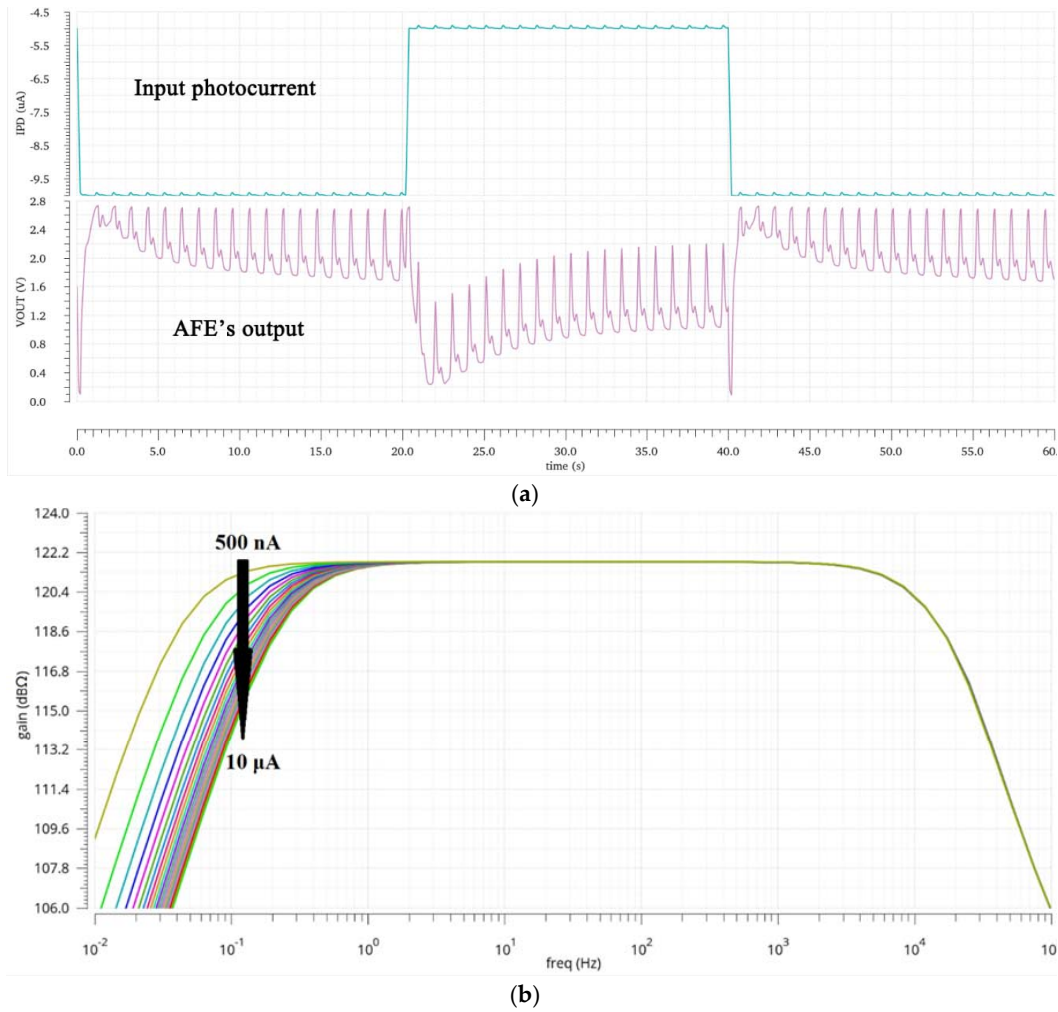 -4.5
-5.5
-6.5
-7.5
-8.5
-9.5
IPD (uA)
Input photocurrent
2.8
2.4
2.0
1.6
1.2
0.8
0.4
0.0
VOUT (V)
AFE's output
0.0 5.0 10.0 15.0 20.0 25.0 30.0 35.0 40.0 45.0 50.0 55.0 60.
time (s)
(a)
124.0
122.2
120.4
118.6
116.8
115.0
113.2
111.4
109.6
107.8
106.0
gain (dBΩ)
500 nA
10 µA
10-2 10-1 100 101 102 103 104 10
freq (Hz)
(b)